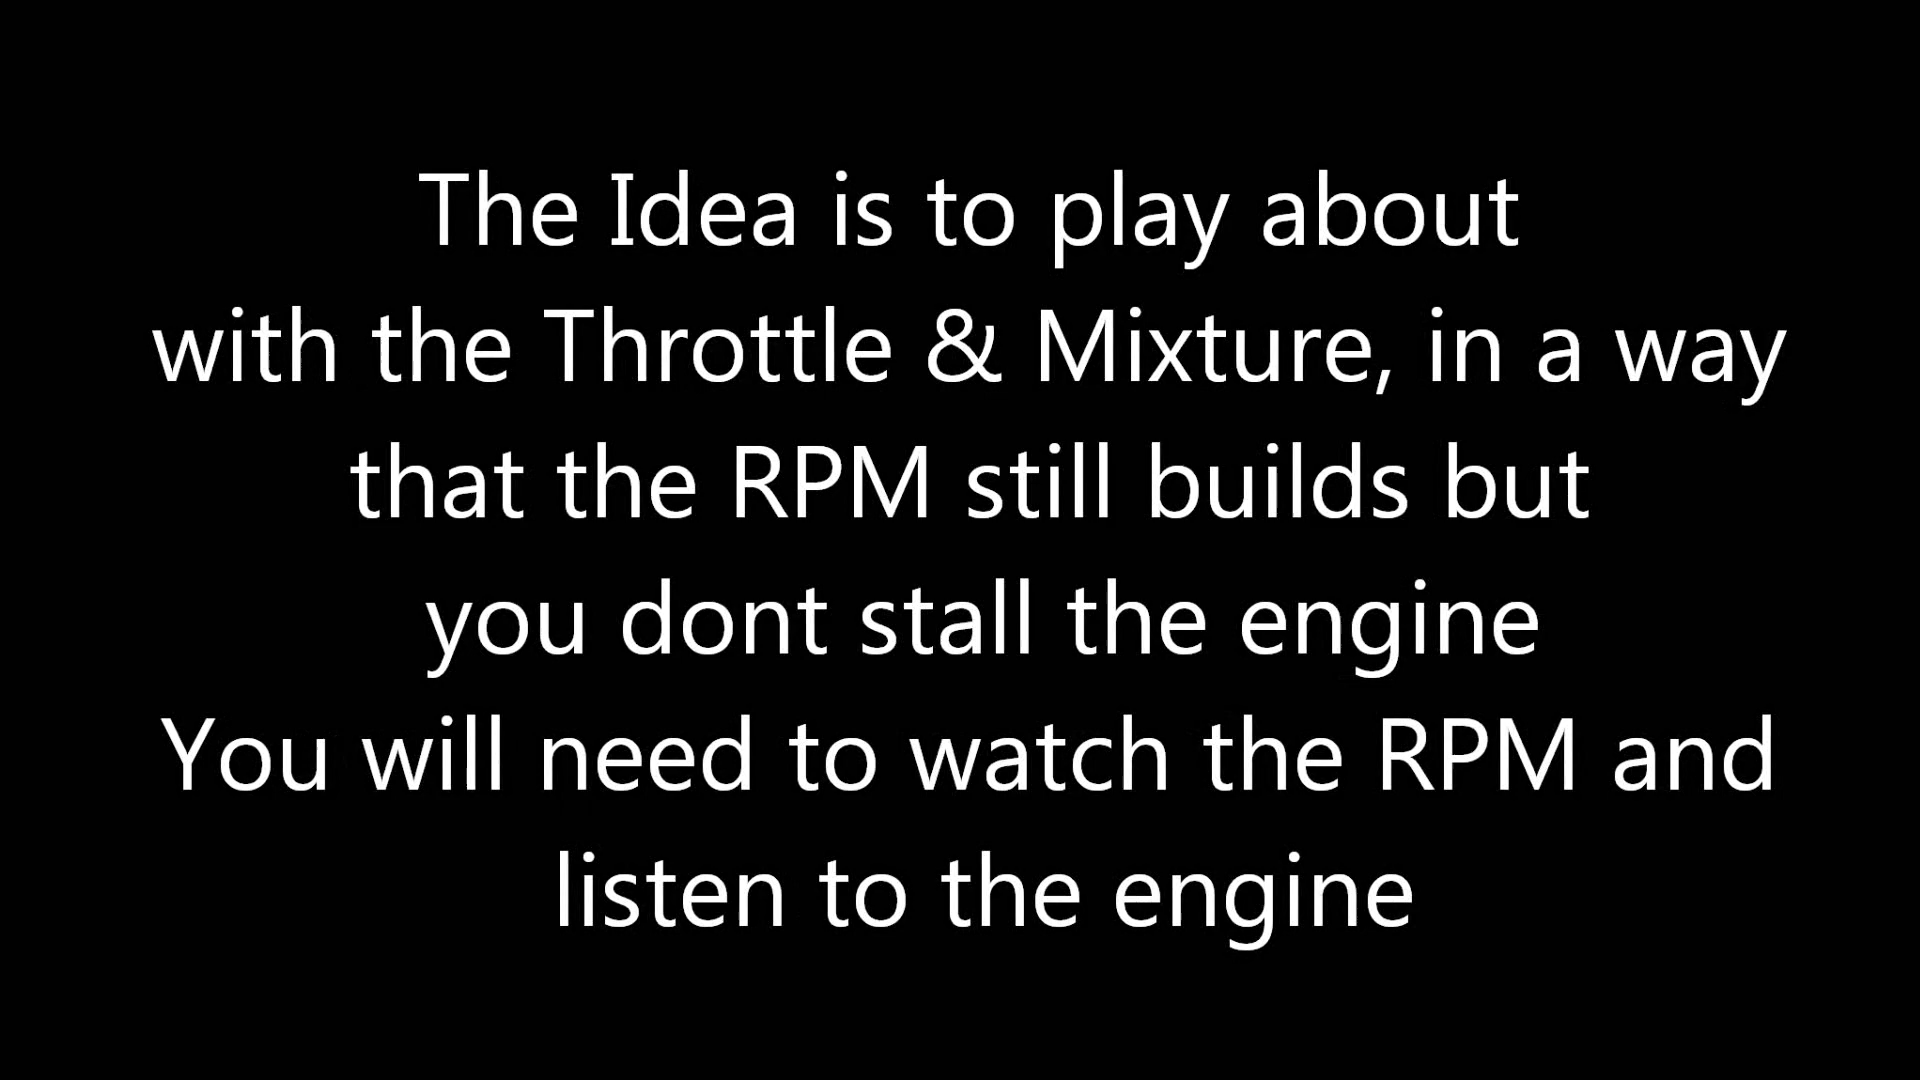 The Idea is to play about
with the Throttle & Mixture, in a way
that the RPM still builds but
you dont stall the engine
You will need to watch the RPM and
listen to the engine